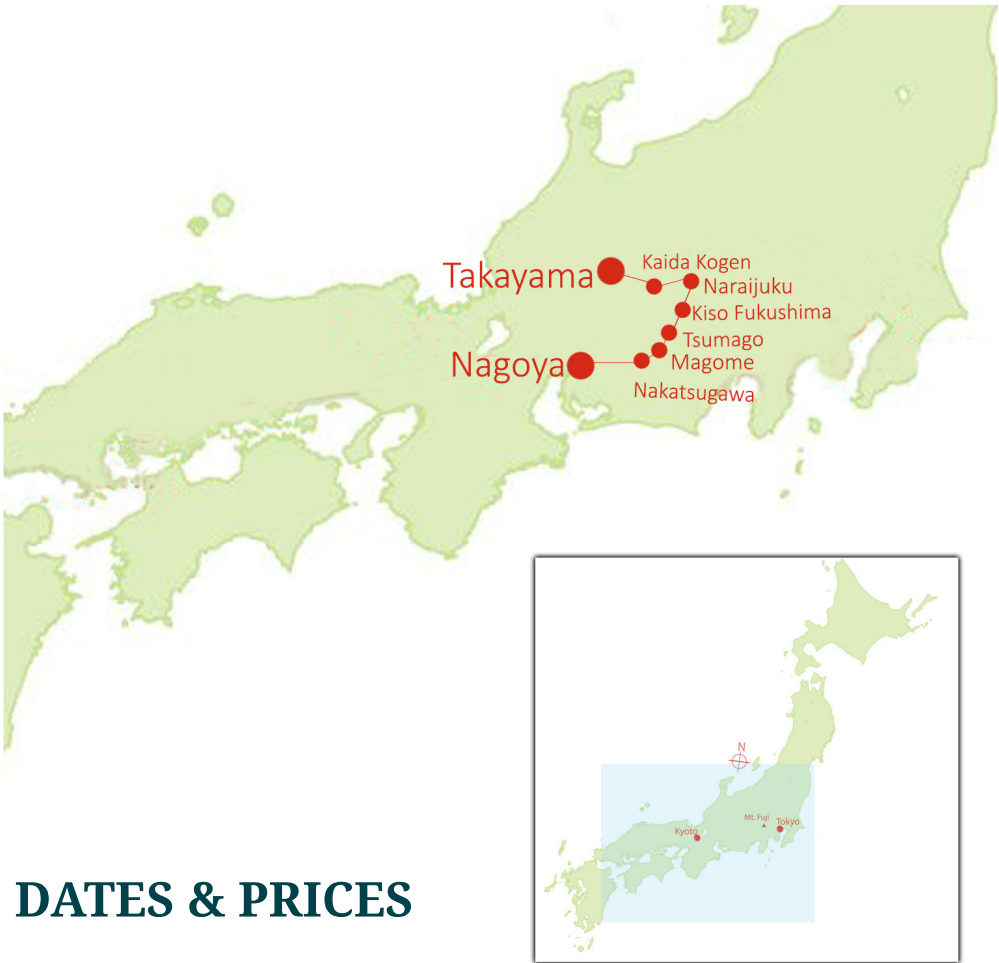 Takayama
Kaida Kogen
Naraijuku
Kiso Fukushima
Tsumago
Magome
Nagoya
Nakatsugawa
N
Mt. Fuji
Tokyo
Kyoto
DATES & PRICES